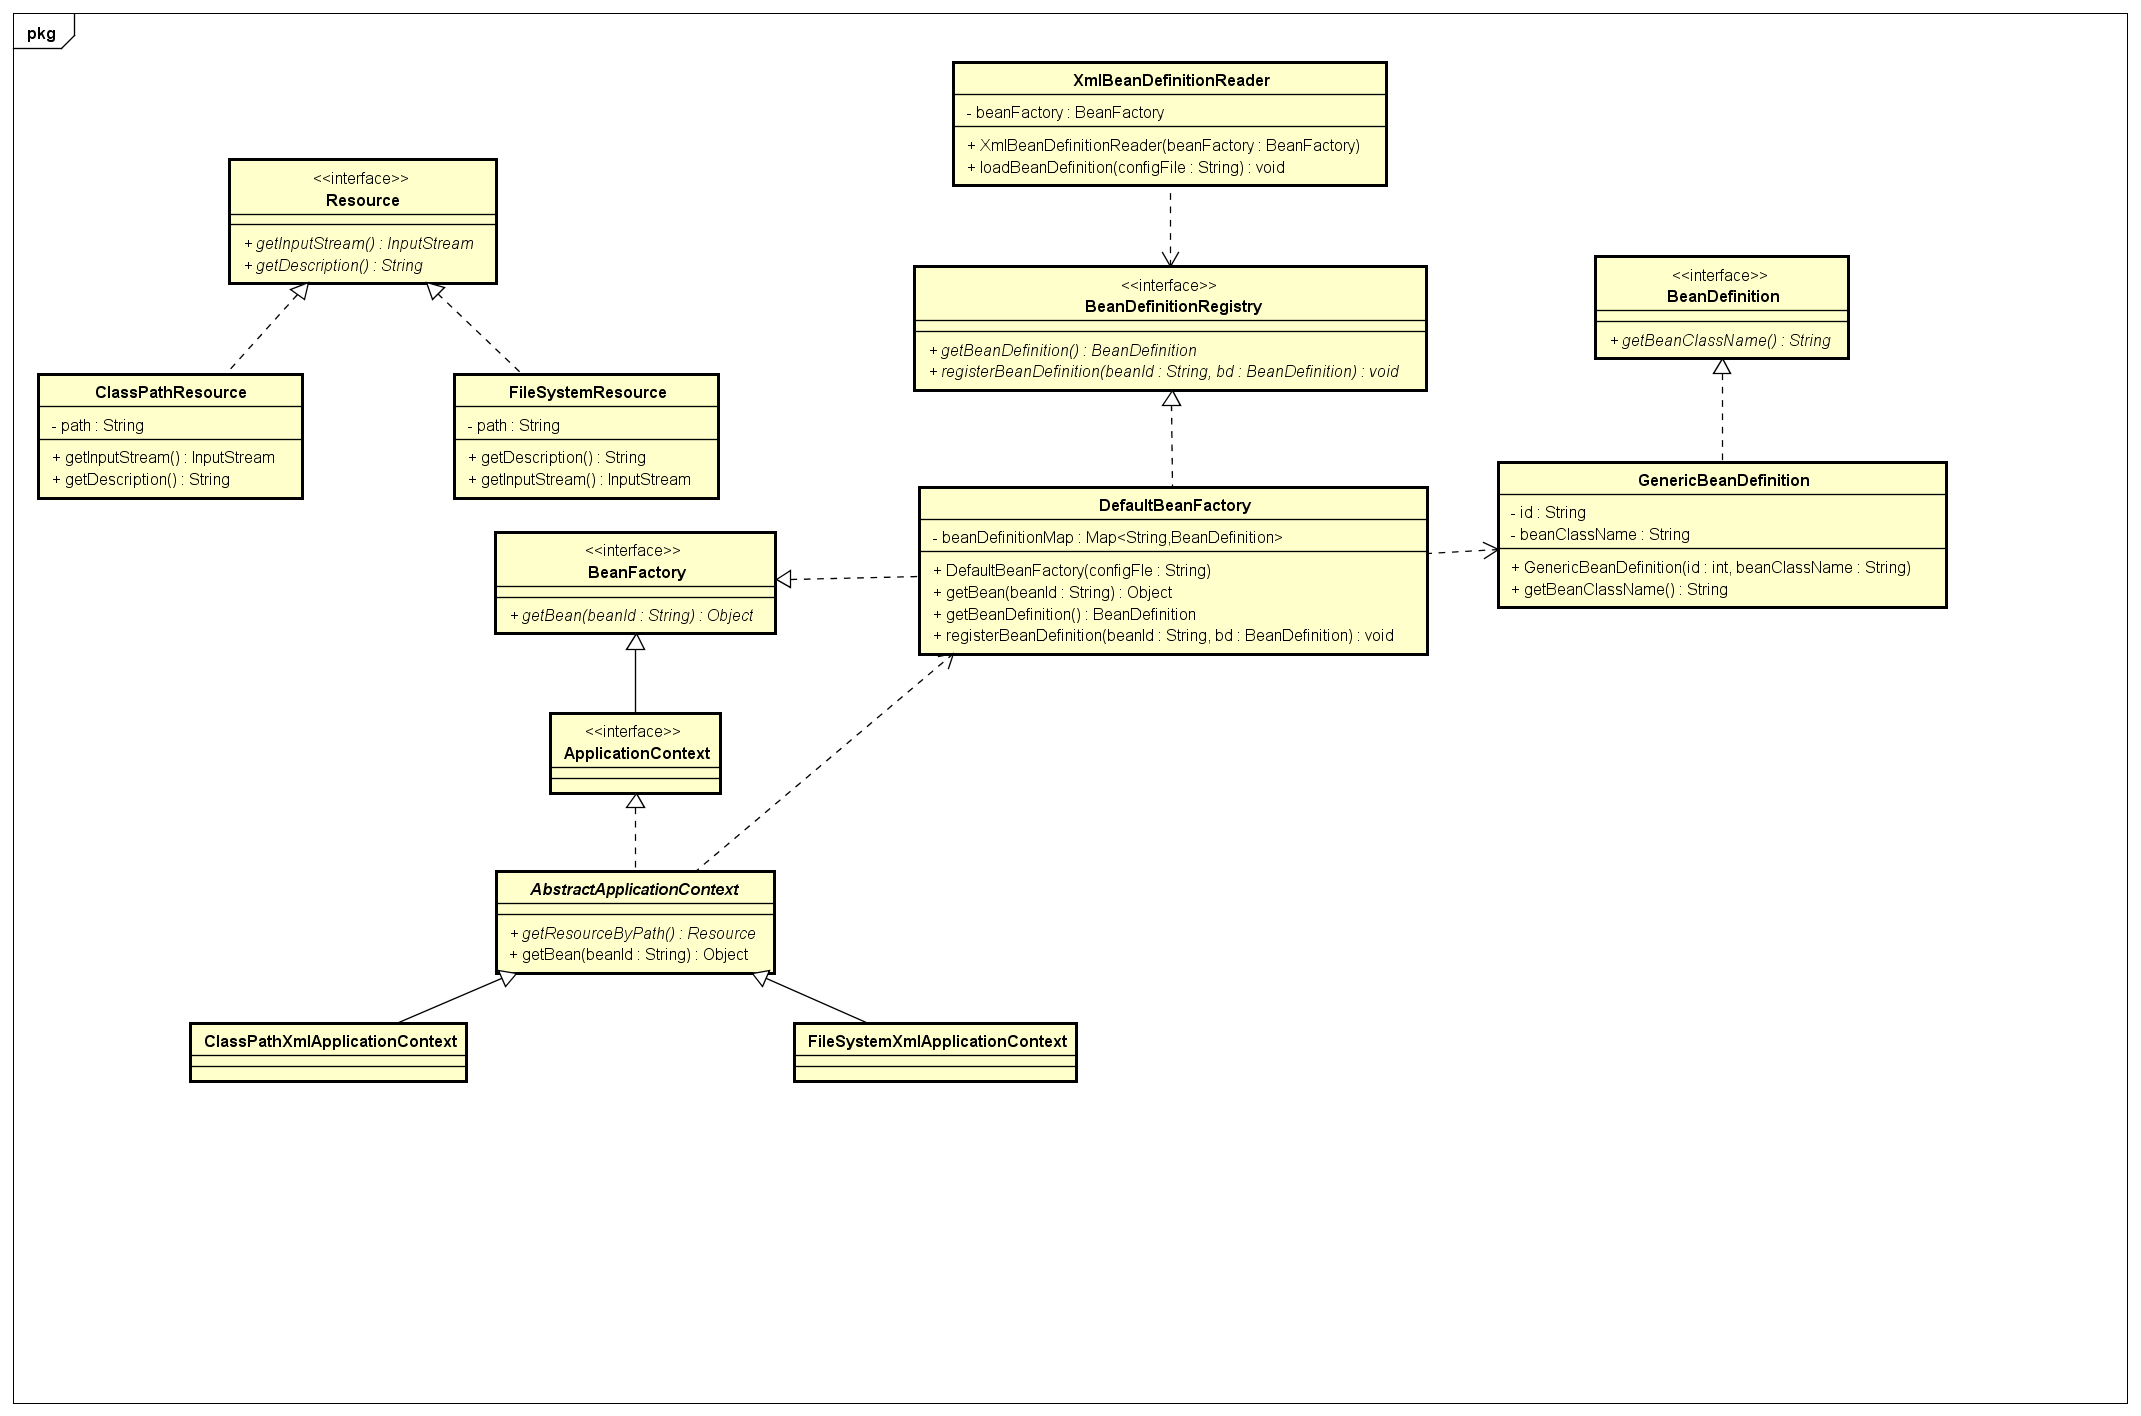 pkg
XmlBeanDefinitionReader
- beanFactory : BeanFactory
+ XmlBeanDefinitionReader(beanFactory : BeanFactory)
+ loadBeanDefinition(configFile : String) : void
<<interface>>
Resource
+ getInputStream() : InputStream
+ getDescription() : String
<<interface>>
BeanDefinitionRegistry
+ getBeanDefinition() : BeanDefinition
+ registerBeanDefinition(beanId : String, bd : BeanDefinition) : void
<<interface>>
BeanDefinition
+ getBeanClassName() : String
ClassPathResource
- path : String
+ getInputStream() : InputStream
+ getDescription() : String
FileSystemResource
- path : String
+ getDescription() : String
+ getInputStream() : InputStream
<<interface>>
BeanFactory
+ getBean(beanId : String) : Object
DefaultBeanFactory
- beanDefinitionMap : Map<String,BeanDefinition>
+ DefaultBeanFactory(configFIe : String)
+ getBean(beanId : String) : Object
+ getBeanDefinition() : BeanDefinition
+ registerBeanDefinition(beanId : String, bd : BeanDefinition) : void
GenericBeanDefinition
- id : String
- beanClassName : String
+ GenericBeanDefinition(id : int, beanClassName : String)
+ getBeanClassName() : String
<<interface>>
ApplicationContext
AbstractApplicationContext
+ getResourceByPath() : Resource
+ getBean(beanId : String) : Object
ClassPathXmlApplicationContext
FileSystemXmlApplicationContext